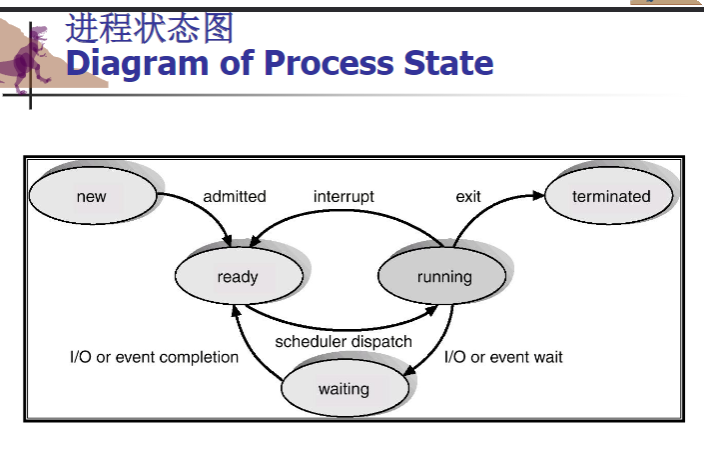 进程状态图
Diagram of Process State
new
admitted
interrupt
exit
terminated
ready
running
scheduler dispatch
I/O or event completion
I/O or event wait
waiting